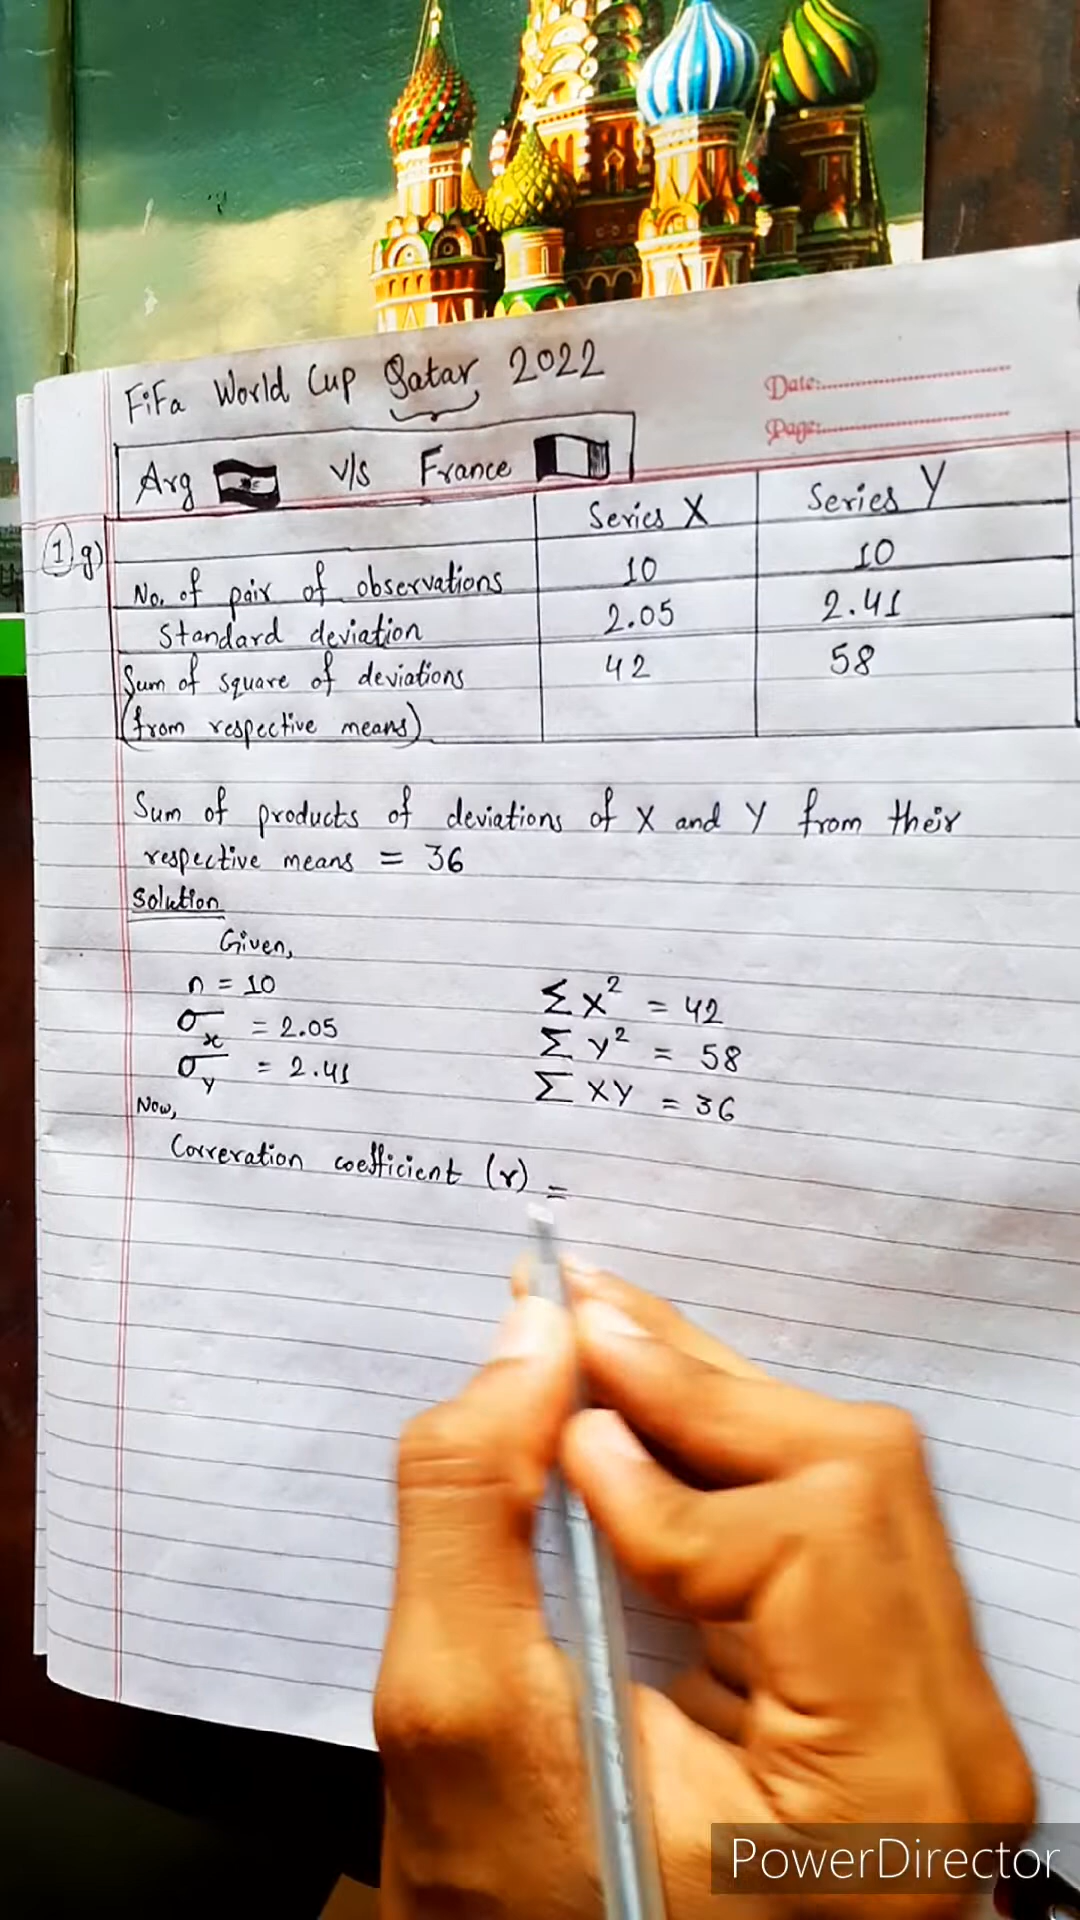 FiFa World Cup Qatar 2022
Date:
Page:
Arg v/s France
Series X Series Y
1 g)
No. of pair of observations 10 10
Standard deviation 2.05 2.41
Sum of square of deviations 42 58
(from respective means)
Sum of products of deviations of X and Y from their
respective means = 36
Solution
Given,
n = 10 Σx² = 42
σx = 2.05 Σy² = 58
σy = 2.41 Σxy = 36
Now,
Correration coefficient (r) =
PowerDirector